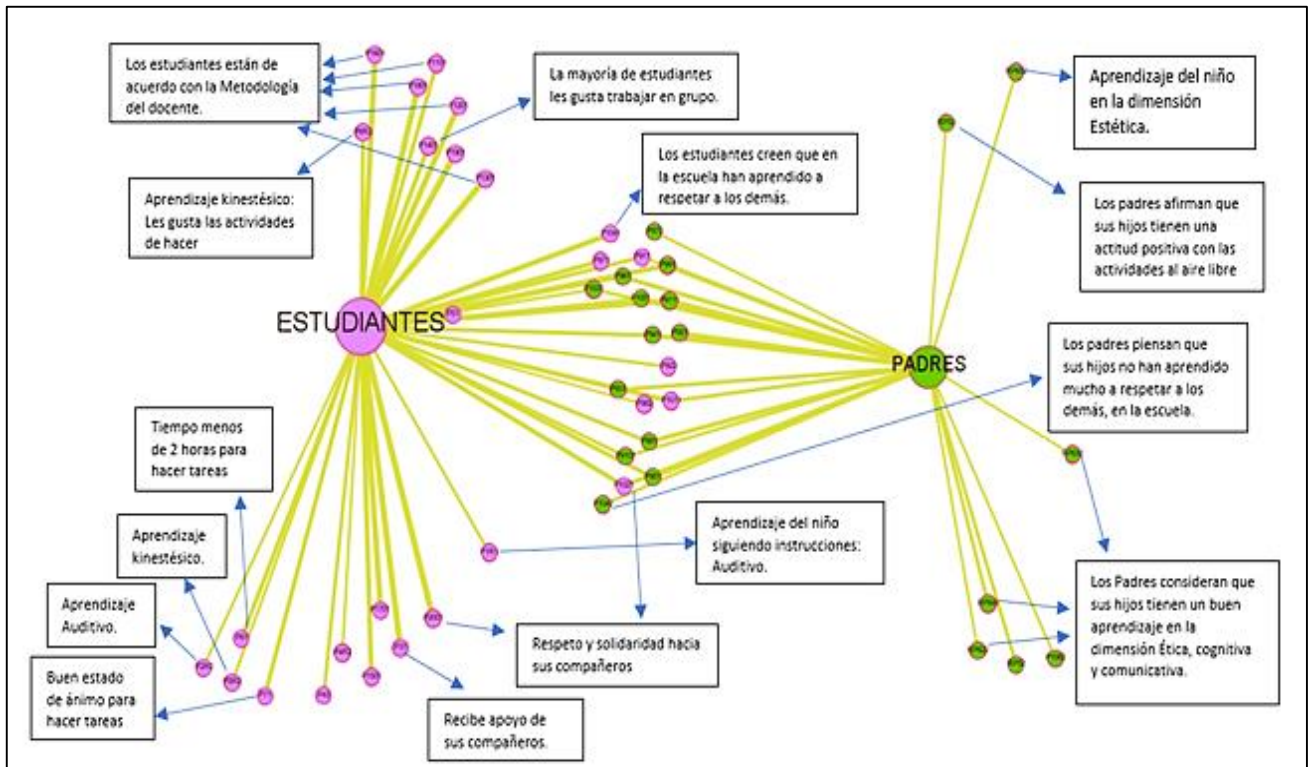 Los estudiantes están de
acuerdo con la Metodología
del docente.
La mayoría de estudiantes
les gusta trabajar en grupo.
Aprendizaje del niño
en la dimensión
Estética.
Los estudiantes creen que en
la escuela han aprendido a
respetar a los demás.
Aprendizaje kinestésico:
Les gusta las actividades
de hacer
Los padres afirman que
sus hijos tienen una
actitud positiva con las
actividades al aire libre
ESTUDIANTES
PADRES
Los padres piensan que
sus hijos no han aprendido
mucho a respetar a los
demás, en la escuela.
Tiempo menos
de 2 horas para
hacer tareas
Aprendizaje
kinestésico.
Aprendizaje del niño
siguiendo instrucciones:
Auditivo.
Aprendizaje
Auditivo.
Respeto y solidaridad hacia
sus compañeros
Los Padres consideran que
sus hijos tienen un buen
aprendizaje en la
dimensión Ética, cognitiva
y comunicativa.
Buen estado
de ánimo para
hacer tareas
Recibe apoyo de
sus compañeros.